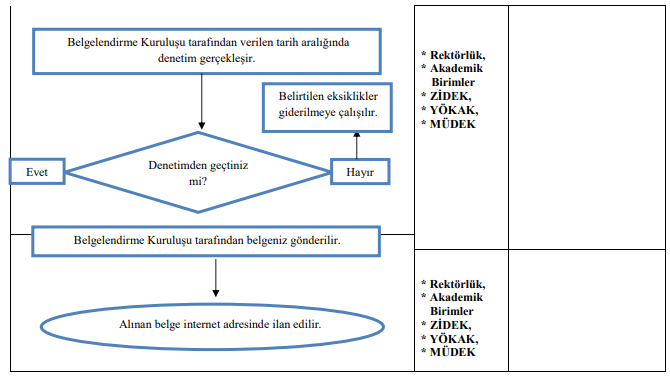 Belgelendirme Kuruluşu tarafından verilen tarih aralığında
denetim gerçekleşir.
Belirtilen eksiklikler
giderilmeye çalışılır.
Evet
Denetimden geçtiniz
mi?
Hayır
Belgelendirme Kuruluşu tarafından belgeniz gönderilir.
Alınan belge internet adresinde ilan edilir.
* Rektörlük,
* Akademik
Birimler
* ZİDEK,
* YÖKAK,
* MÜDEK
* Rektörlük,
* Akademik
Birimler
* ZİDEK,
* YÖKAK,
* MÜDEK